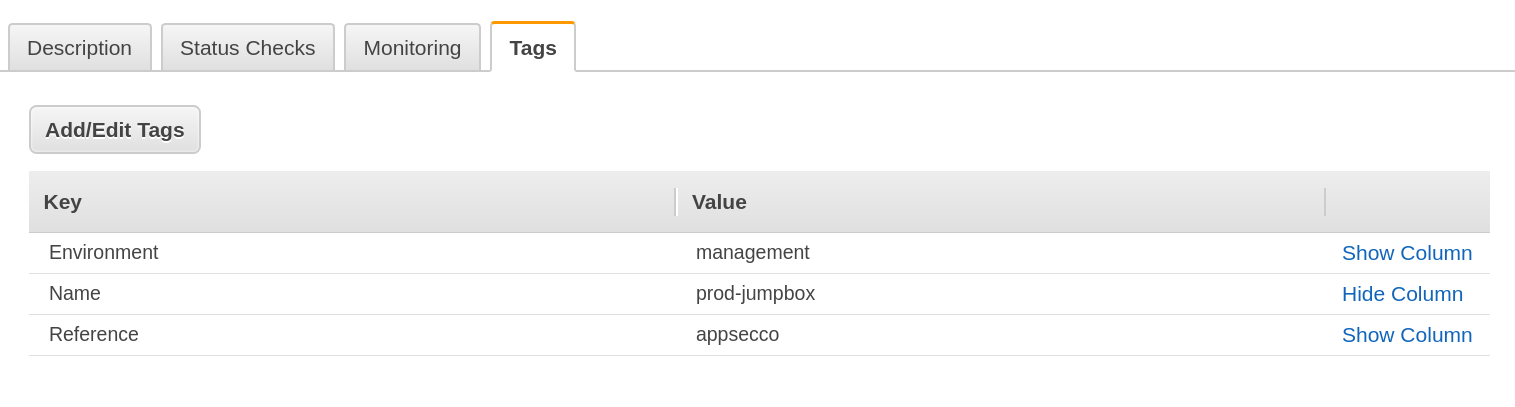 Description Status Checks Monitoring Tags
Add/Edit Tags
Key Value
Environment management Show Column
Name prod-jumpbox Hide Column
Reference appsecco Show Column